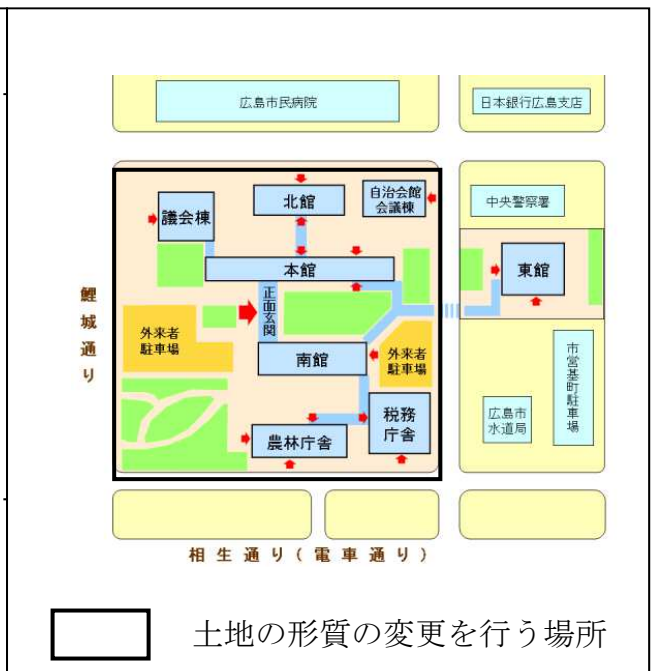 広島市民病院
日本銀行広島支店
議会棟
北館
自治会館
会議棟
中央警察署
本館
東館
正面玄関
鯉城通り
外来者
駐車場
南館
外来者
駐車場
市営基町駐車場
税務
庁舎
広島市
水道局
農林庁舎
相生通り(電車通り)
土地の形質の変更を行う場所